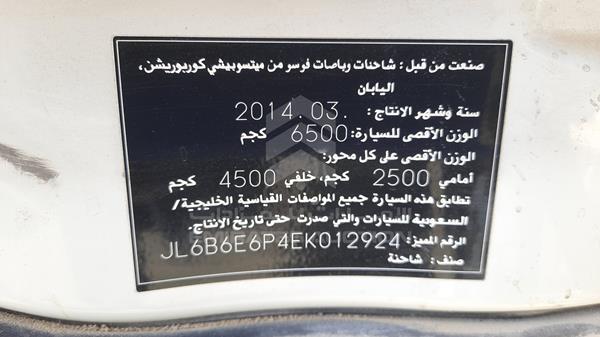 صنعت من قبل : شاحنات وباصات فوسو من ميتسوبيشي كوربوريشن،
اليابان
سنة وشهر الانتاج : 2014.03.
الوزن الأقصى للسيارة: 6500 كجم
الوزن الأقصى على كل محور:
أمامي 2500 كجم، خلفي 4500 كجم
تطابق هذه السيارة جميع المواصفات القياسية الخليجية/
السعودية للسيارات والتي صدرت حتى تاريخ الانتاج.
الرقم المميز: JL6B6E6P4EK012924
صنف : شاحنة